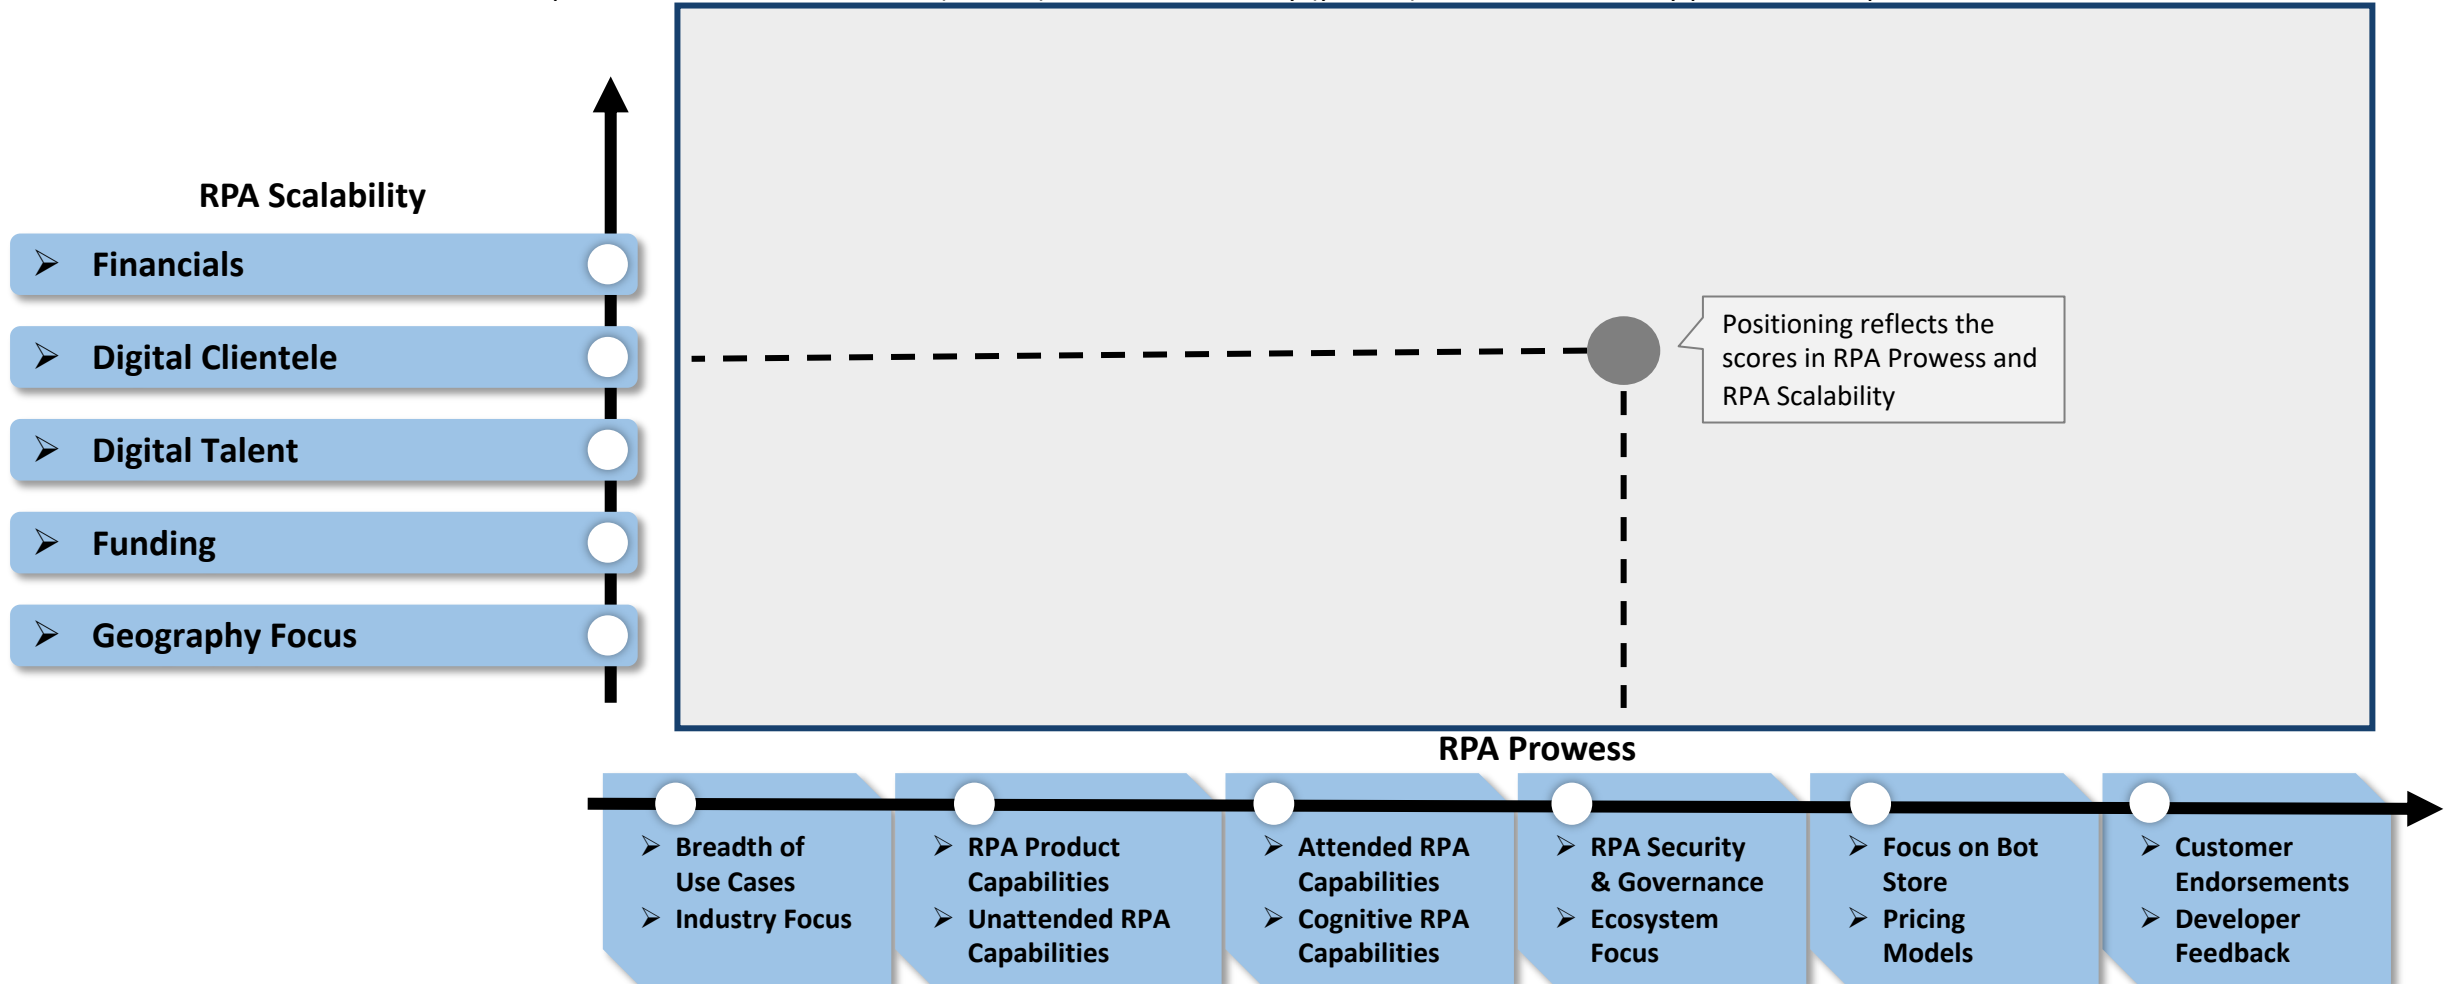 RPA Scalability
➢ Financials
➢ Digital Clientele
➢ Digital Talent
➢ Funding
➢ Geography Focus
Positioning reflects the
scores in RPA Prowess and
RPA Scalability
RPA Prowess
➢ Breadth of
Use Cases
➢ Industry Focus
➢ RPA Product
Capabilities
➢ Unattended RPA
Capabilities
➢ Attended RPA
Capabilities
➢ Cognitive RPA
Capabilities
➢ RPA Security
& Governance
➢ Ecosystem
Focus
➢ Focus on Bot
Store
➢ Pricing
Models
➢ Customer
Endorsements
➢ Developer
Feedback